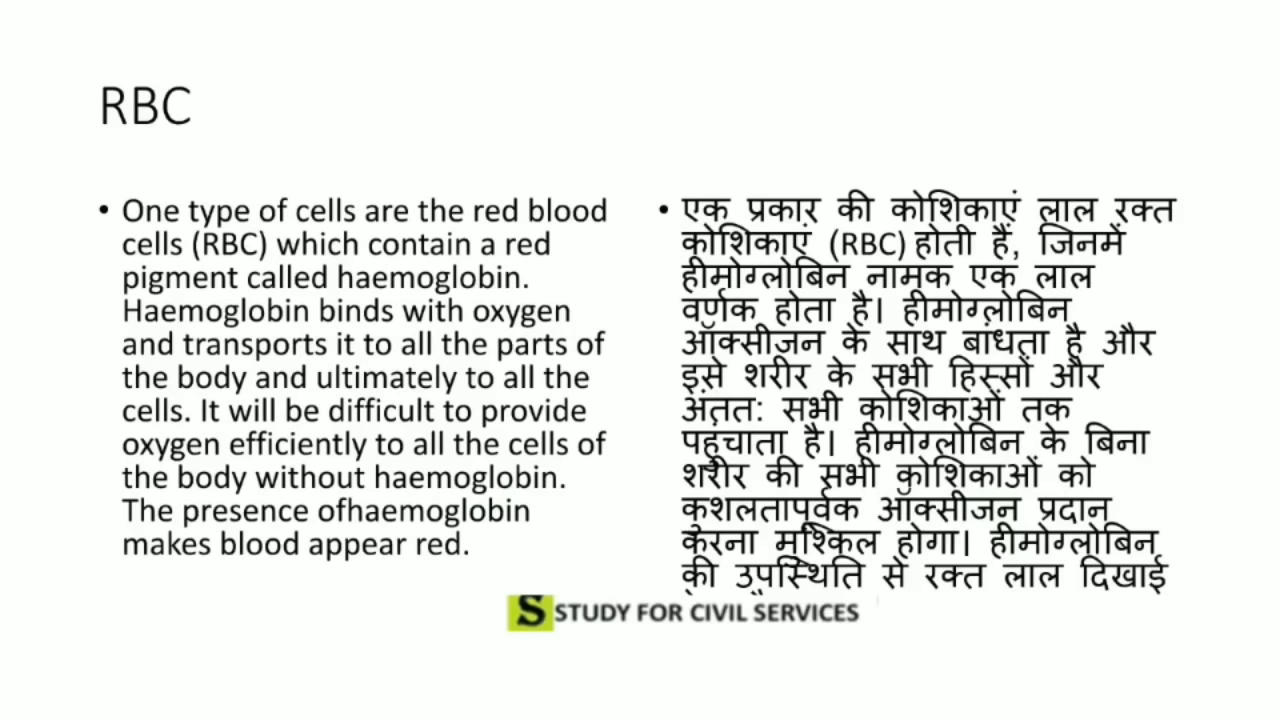 RBC
• One type of cells are the red blood
cells (RBC) which contain a red
pigment called haemoglobin.
Haemoglobin binds with oxygen
and transports it to all the parts of
the body and ultimately to all the
cells. It will be difficult to provide
oxygen efficiently to all the cells of
the body without haemoglobin.
The presence ofhaemoglobin
makes blood appear red.
• एक प्रकार की कोशिकाएं लाल रक्त
कोशिकाएं (RBC) होती हैं, जिनमें
हीमोग्लोबिन नामक एक लाल
वर्णक होता है। हीमोग्लोबिन
ऑक्सीजन के साथ बांधता है और
इसे शरीर के सभी हिस्सों और
अंतत: सभी कोशिकाओं तक
पहुंचाता है। हीमोग्लोबिन के बिना
शरीर की सभी कोशिकाओं को
कुशलतापूर्वक ऑक्सीजन प्रदान
करना मुश्किल होगा। हीमोग्लोबिन
की उपस्थिति से रक्त लाल दिखाई
S STUDY FOR CIVIL SERVICES